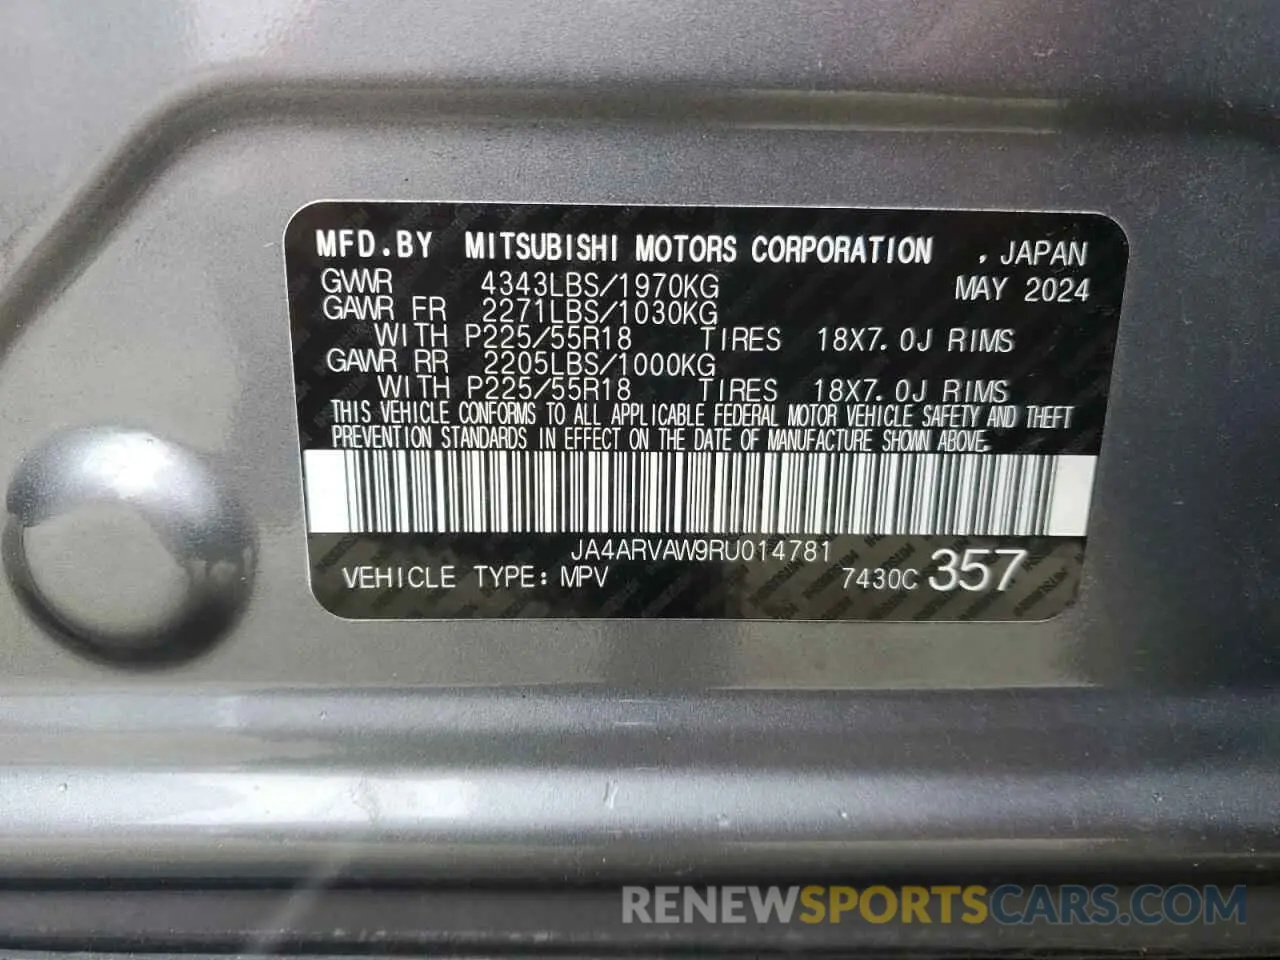 MFD.BY MITSUBISHI MOTORS CORPORATION , JAPAN
GVWR 4343LBS/1970KG MAY 2024
GAWR FR 2271LBS/1030KG
WITH P225/55R18 TIRES 18X7.0J RIMS
GAWR RR 2205LBS/1000KG
WITH P225/55R18 TIRES 18X7.0J RIMS
THIS VEHICLE CONFORMS TO ALL APPLICABLE FEDERAL MOTOR VEHICLE SAFETY AND THEFT
PREVENTION STANDARDS IN EFFECT ON THE DATE OF MANUFACTURE SHOWN ABOVE.
JA4ARVAW9RU014781
VEHICLE TYPE: MPV 7430C 357
RENEWSPORTSCARS.COM